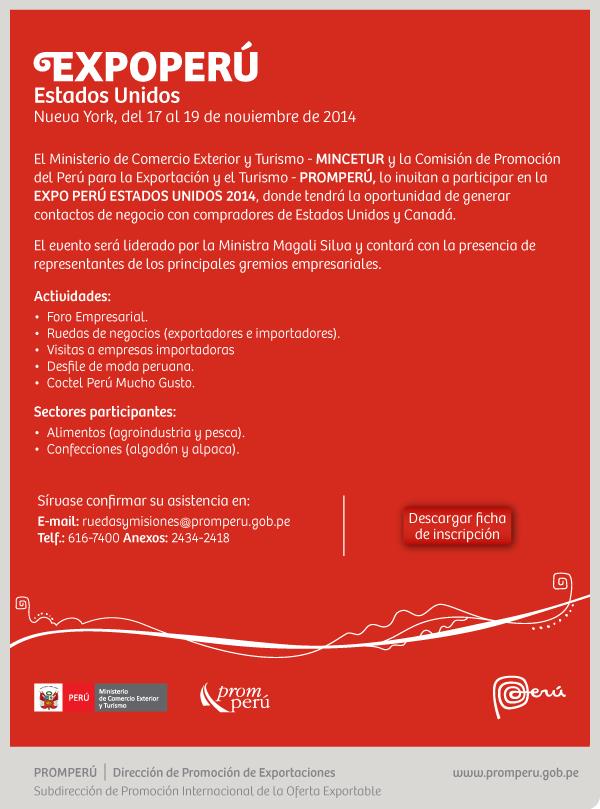 EXPOPERÚ
Estados Unidos
Nueva York, del 17 al 19 de noviembre de 2014
El Ministerio de Comercio Exterior y Turismo - MINCETUR y la Comisión de Promoción
del Perú para la Exportación y el Turismo - PROMPERÚ, lo invitan a participar en la
EXPO PERÚ ESTADOS UNIDOS 2014, donde tendrá la oportunidad de generar
contactos de negocio con compradores de Estados Unidos y Canadá.
El evento será liderado por la Ministra Magali Silva y contará con la presencia de
representantes de los principales gremios empresariales.
Actividades:
• Foro Empresarial.
• Ruedas de negocios (exportadores e importadores).
• Visitas a empresas importadoras
• Desfile de moda peruana.
• Coctel Perú Mucho Gusto.
Sectores participantes:
• Alimentos (agroindustria y pesca).
• Confecciones (algodón y alpaca).
Sírvase confirmar su asistencia en:
E-mail: ruedasymisiones@promperu.gob.pe
Telf.: 616-7400 Anexos: 2434-2418
Descargar ficha
de inscripción
PERÚ
Ministerio
de Comercio Exterior
y Turismo
prom
perú
Perú
PROMPERÚ | Dirección de Promoción de Exportaciones
www.promperu.gob.pe
Subdirección de Promoción Internacional de la Oferta Exportable